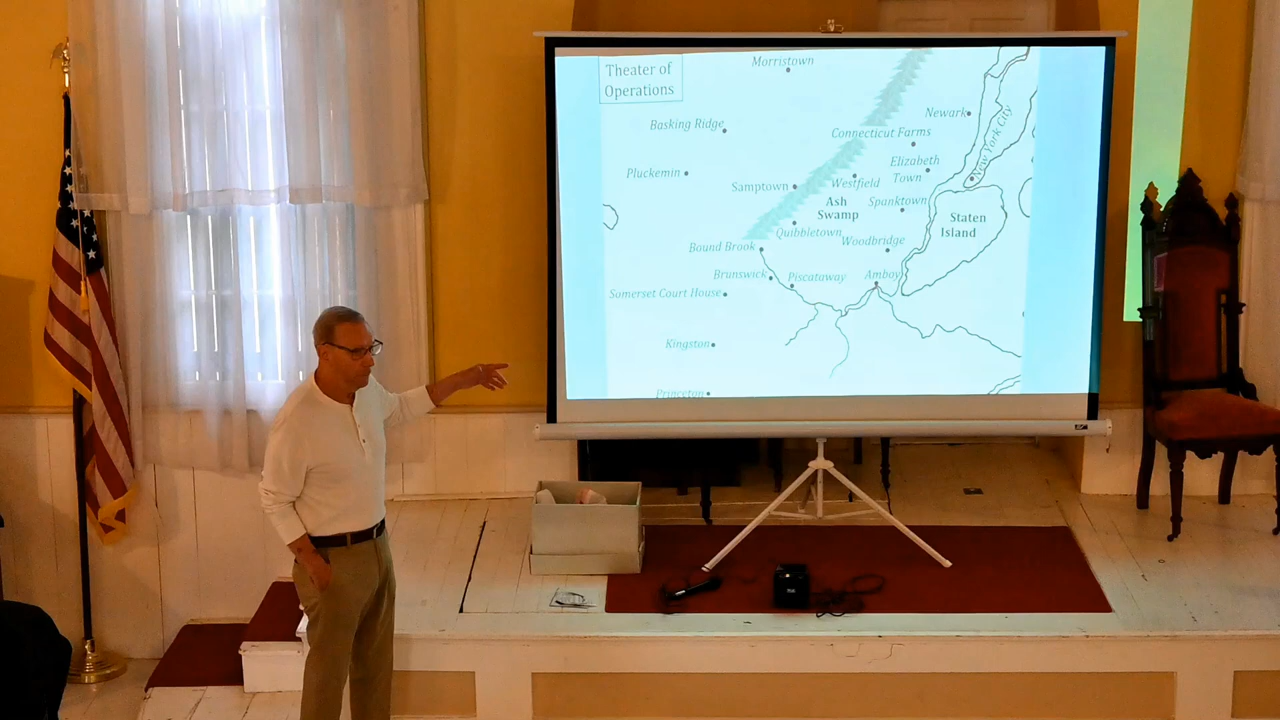 Theater of
Operations
Morristown
Newark
Basking Ridge
Connecticut Farms
New York City
Elizabeth
Town
Pluckemin
Samptown
Westfield
Ash
Swamp
Spanktown
Staten
Island
Quibbletown
Woodbridge
Bound Brook
Brunswick
Piscataway
Amboy
Somerset Court House
Kingston
Princeton